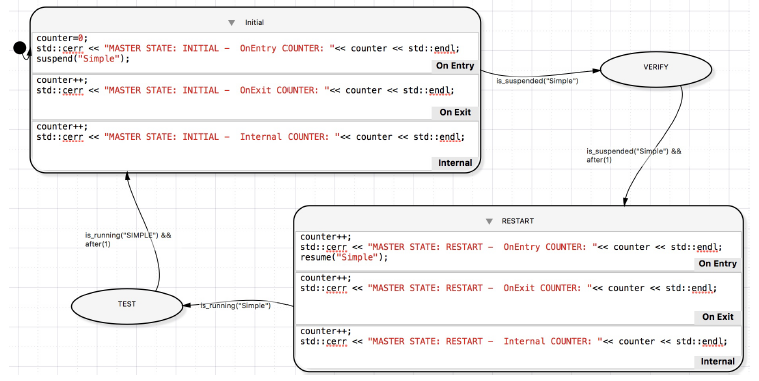 Initial
counter=0;
std::cerr << "MASTER STATE: INITIAL -  OnEntry COUNTER: "<< counter << std::endl;
suspend("Simple");
On Entry
counter++;
std::cerr << "MASTER STATE: INITIAL -  OnExit COUNTER: "<< counter << std::endl;
On Exit
counter++;
std::cerr << "MASTER STATE: INITIAL -  Internal COUNTER: "<< counter << std::endl;
Internal
is_suspended("Simple")
VERIFY
is_suspended("Simple") &&
after(1)
RESTART
counter++;
std::cerr << "MASTER STATE: RESTART -  OnEntry COUNTER: "<< counter << std::endl;
resume("Simple");
On Entry
counter++;
std::cerr << "MASTER STATE: RESTART -  OnExit COUNTER: "<< counter << std::endl;
On Exit
counter++;
std::cerr << "MASTER STATE: RESTART -  Internal COUNTER: "<< counter << std::endl;
Internal
is_running("Simple")
TEST
is_running("SIMPLE") &&
after(1)